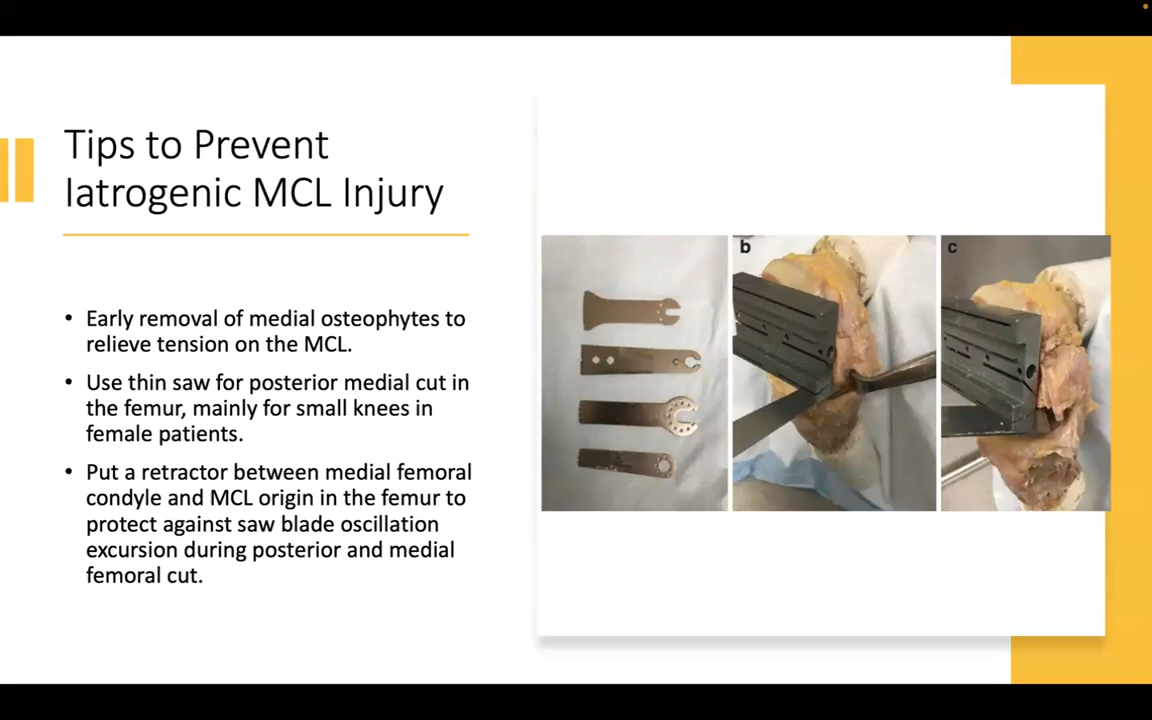 Tips to Prevent
Iatrogenic MCL Injury
• Early removal of medial osteophytes to
relieve tension on the MCL.
• Use thin saw for posterior medial cut in
the femur, mainly for small knees in
female patients.
• Put a retractor between medial femoral
condyle and MCL origin in the femur to
protect against saw blade oscillation
excursion during posterior and medial
femoral cut.
b
c